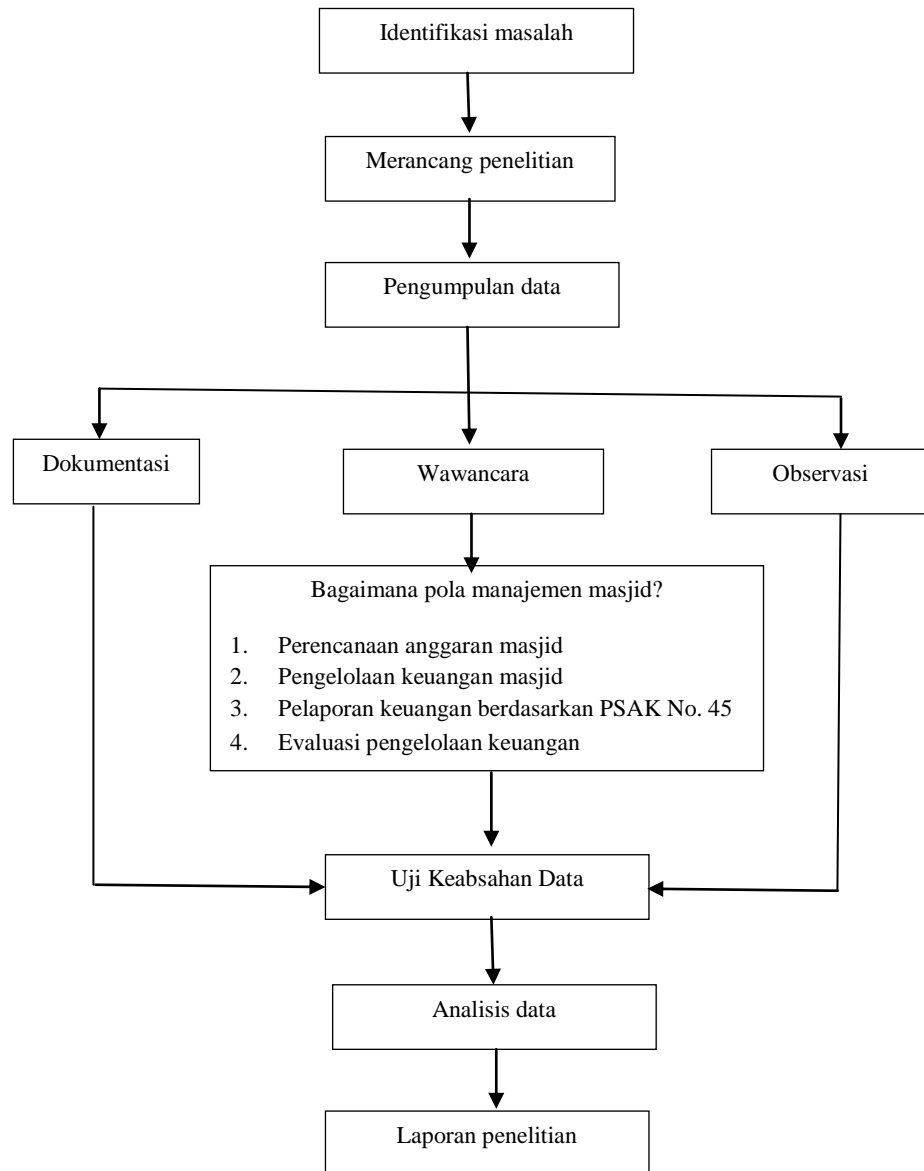 Identifikasi masalah
Merancang penelitian
Pengumpulan data
Dokumentasi
Wawancara
Observasi
Bagaimana pola manajemen masjid?
1. Perencanaan anggaran masjid
2. Pengelolaan keuangan masjid
3. Pelaporan keuangan berdasarkan PSAK No. 45
4. Evaluasi pengelolaan keuangan
Uji Keabsahan Data
Analisis data
Laporan penelitian